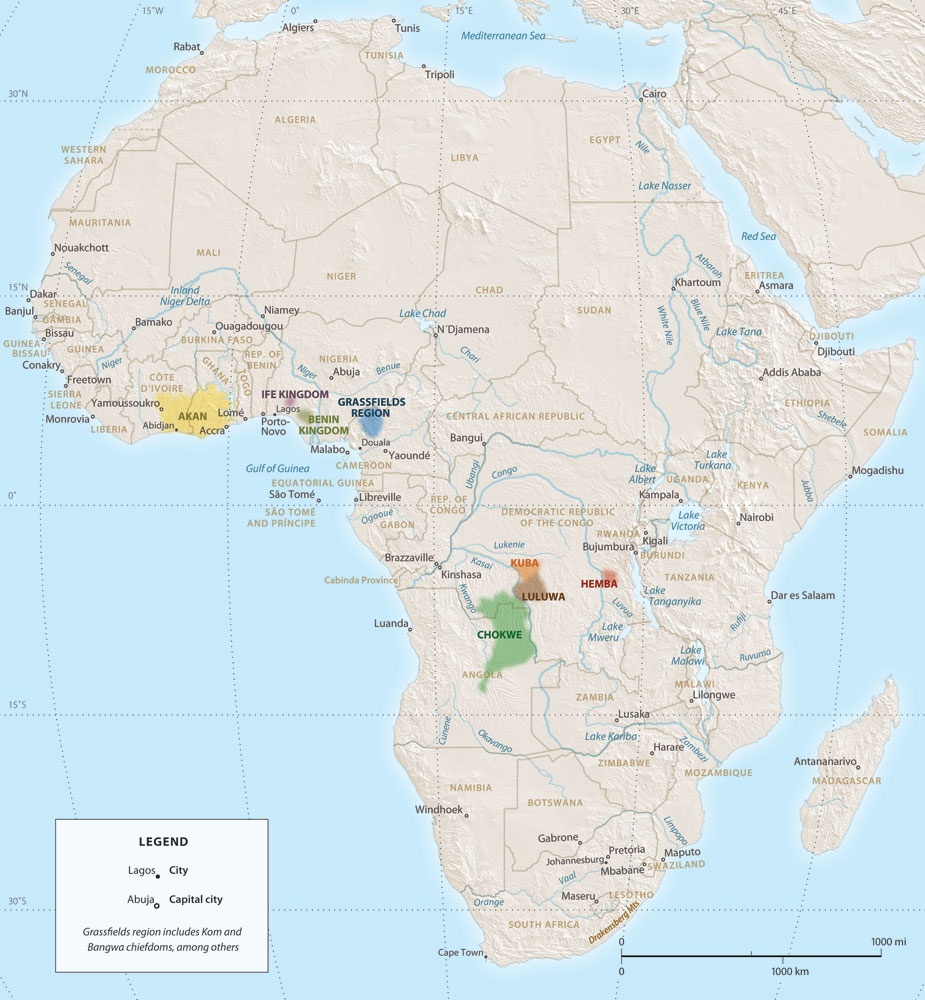 15°W
0°
15°E
30°E
45°E
Algiers
Tunis
Mediterranean Sea
Rabat
TUNISIA
MOROCCO
Tripoli
30°N
Cairo
ALGERIA
EGYPT
Nile
WESTERN
SAHARA
LIBYA
Lake Nasser
MAURITANIA
Red Sea
Nouakchott
MALI
Atbarah
Senegal
NIGER
ERITREA
Khartoum
Asmara
15°N
Inland
Niger Delta
CHAD
Dakar
SENEGAL
Banjul
GAMBIA
Niamey
Lake Chad
SUDAN
White Nile
Blue Nile
Lake Tana
Bamako
Ouagadougou
N'Djamena
Bissau
DJIBOUTI
GUINEA
BISSAU
GUINEA
BURKINA FASO
Djibouti
Conakry
Niger
GHANA
TOGO
REP. OF
BENIN
NIGERIA
Chari
Freetown
Niger
Abuja
Benue
Addis Ababa
SIERRA
LEONE
CÔTE
D'IVOIRE
IFE KINGDOM
GRASSFIELDS
REGION
ETHIOPIA
Yamoussoukro
Lomé
Lagos
Monrovia
AKAN
BENIN
KINGDOM
CENTRAL AFRICAN REPUBLIC
Shebele
LIBERIA
Abidjan
Accra
Porto-
Novo
SOMALIA
Bangui
Douala
Malabo
Yaoundé
Lake
Turkana
CAMEROON
Gulf of Guinea
Ubangi
Congo
Lake
Albert
UGANDA
Mogadishu
EQUATORIAL GUINEA
KENYA
Jubba
São Tomé
Libreville
REP. OF
CONGO
Kampala
0°
SÃO TOMÉ
AND PRÍNCIPE
Ogooué
GABON
DEMOCRATIC REPUBLIC
OF THE CONGO
Lake
Victoria
Nairobi
RWANDA
Kigali
Lukenie
Bujumbura
BURUNDI
Brazzaville
Kasai
KUBA
Kinshasa
TANZANIA
Cabinda Province
HEMBA
Kwango
LULUWA
Lake
Tanganyika
Dar es Salaam
Luvua
Rufiji
Luanda
CHOKWE
Lake
Mweru
Lake
Malawi
Ruvuma
ANGOLA
MALAWI
ZAMBIA
Lilongwe
15°S
Lusaka
Cunene
Okavango
Lake Kariba
Zambezi
Harare
Antananarivo
ZIMBABWE
MOZAMBIQUE
MADAGASCAR
NAMIBIA
BOTSWANA
Windhoek
Limpopo
Gabrone
Pretoria
Maputo
Johannesburg
Mbabane
SWAZILAND
Vaal
Maseru
LESOTHO
30°S
Orange
SOUTH AFRICA
Drakensberg Mts
Cape Town
LEGEND
Lagos City
Abuja Capital city
Grassfields region includes Kom and
Bangwa chiefdoms, among others
0
1000 mi
0
1000 km